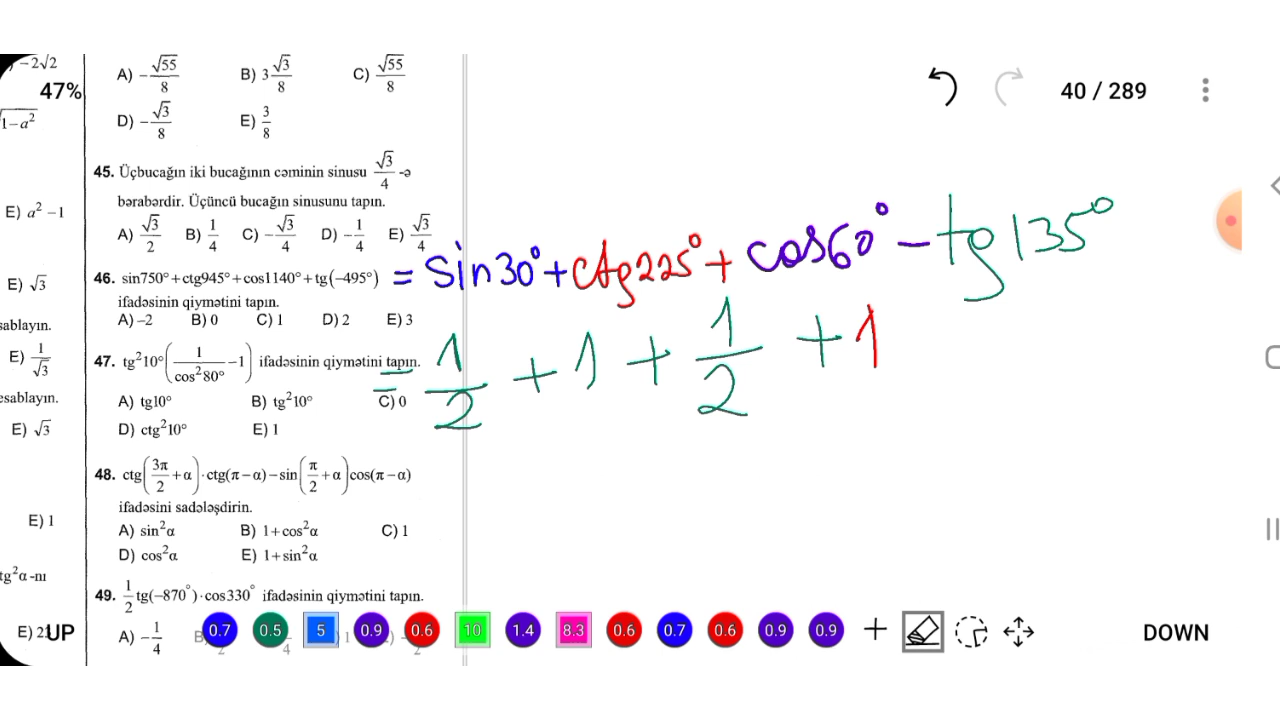 −2√2
47%
√(1−a²)
E) a² −1
E) √3
sablayın.
E) 1/√3
esablayın.
E) √3
E) 1
tg²α -nı
E) 2
UP
A) −√55/8 B) 3√3/8 C) √55/8
D) −√3/8 E) 3/8
45. Üçbucağın iki bucağının cəminin sinusu √3/4 -ə
bərabərdir. Üçüncü bucağın sinusunu tapın.
A) √3/2 B) 1/4 C) −√3/4 D) −1/4 E) √3/4
46. sin750°+ctg945°+cos1140°+tg(−495°)
ifadəsinin qiymətini tapın.
A) −2 B) 0 C) 1 D) 2 E) 3
47. tg²10°(1/cos²80° −1) ifadəsinin qiymətini tapın.
A) tg10° B) tg²10° C) 0
D) ctg²10° E) 1
48. ctg(3π/2 +α)·ctg(π−α)−sin(π/2 +α)cos(π−α)
ifadəsini sadələşdirin.
A) sin²α B) 1+cos²α C) 1
D) cos²α E) 1+sin²α
49. 1/2 tg(−870°)·cos330° ifadəsinin qiymətini tapın.
A) −1/4
40 / 289
= sin30°+ctg225°+ cos60° − tg135°
= 1/2 + 1 + 1/2 + 1
0.7 0.5 5 0.9 0.6 10 1.4 8.3 0.6 0.7 0.6 0.9 0.9 +
DOWN